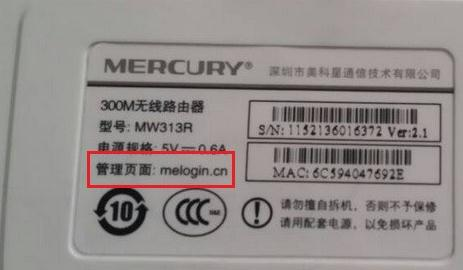 MERCURY® 深圳市美科星通信技术有限公司
300M无线路由器
型号: MW313R
电源规格: 5V⎓0.6A
管理页面: melogin.cn
S/N: 1152136016372 Ver:2.1
MAC: 6C594047692E
10
CCC
请勿擅自拆机，否则不予保修
请用配套电源，以免损坏产品